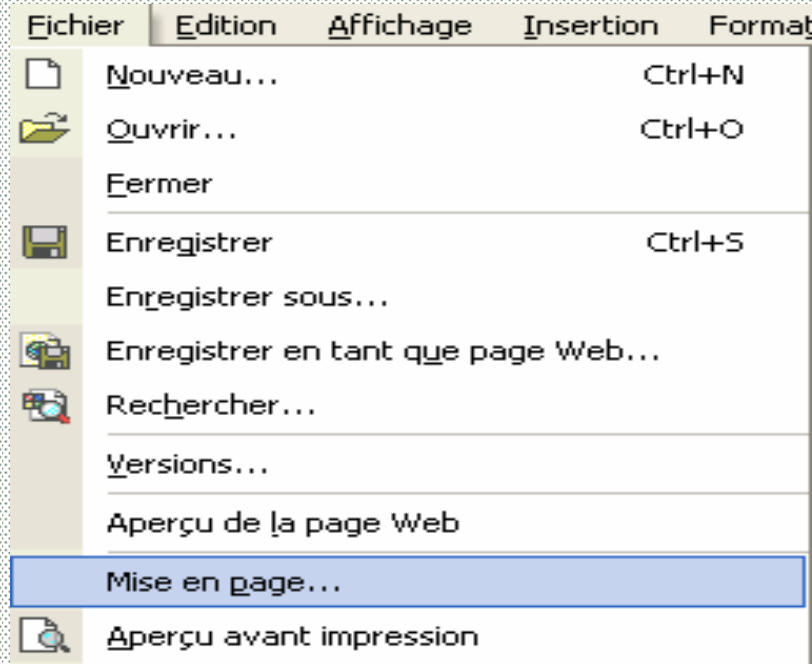 Fichier Edition Affichage Insertion Format
Nouveau... Ctrl+N
Ouvrir... Ctrl+O
Fermer
Enregistrer Ctrl+S
Enregistrer sous...
Enregistrer en tant que page Web...
Rechercher...
Versions...
Aperçu de la page Web
Mise en page...
Aperçu avant impression